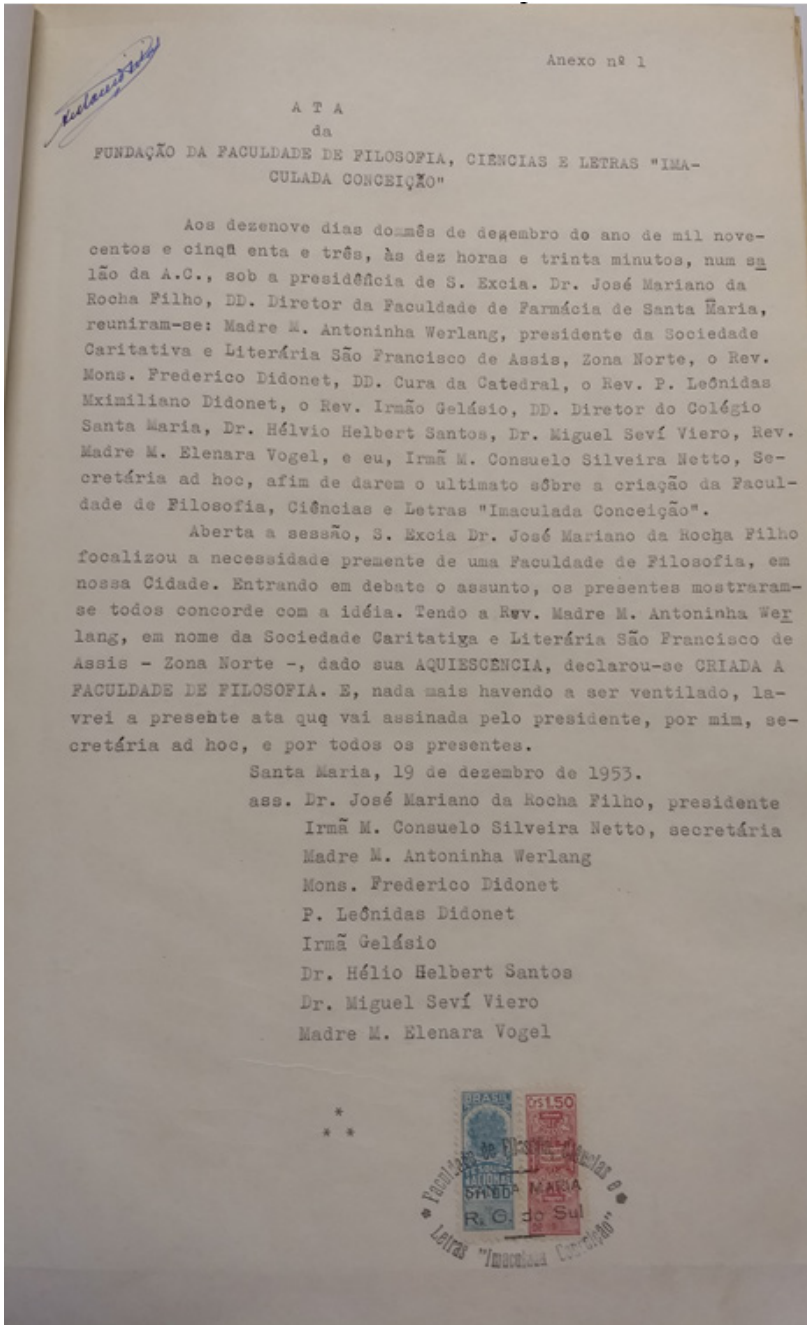 Anexo nº 1
A T A
da
FUNDAÇÃO DA FACULDADE DE FILOSOFIA, CIÊNCIAS E LETRAS "IMA-
CULADA CONCEIÇÃO"
Aos dezenove dias dommês de dezembro do ano de mil nove-
centos e cinqü enta e três, às dez horas e trinta minutos, num sa
lão da A.C., sob a presidência de S. Excia. Dr. José Mariano da
Rocha Filho, DD. Diretor da Faculdade de Farmácia de Santa Maria,
reuniram-se: Madre M. Antoninha Werlang, presidente da Sociedade
Caritativa e Literária São Francisco de Assis, Zona Norte, o Rev.
Mons. Frederico Didonet, DD. Cura da Catedral, o Rev. P. Leônidas
Mximiliano Didonet, o Rev. Irmão Gelásio, DD. Diretor do Colégio
Santa Maria, Dr. Hélvio Helbert Santos, Dr. Miguel Seví Viero, Rev.
Madre M. Elenara Vogel, e eu, Irmã M. Consuelo Silveira Netto, Se-
cretária ad hoc, afim de darem o ultimato sôbre a criação da Facul-
dade de Filosofia, Ciências e Letras "Imaculada Conceição".
Aberta a sessão, S. Excia Dr. José Mariano da Rocha Filho
focalizou a necessidade premente de uma Faculdade de Filosofia, em
nossa Cidade. Entrando em debate o assunto, os presentes mostraram-
se todos concorde com a idéia. Tendo a Rev. Madre M. Antoninha Wer
lang, em nome da Sociedade Caritatiga e Literária São Francisco de
Assis - Zona Norte -, dado sua AQUIESCÊNCIA, declarou-se CRIADA A
FACULDADE DE FILOSOFIA. E, nada mais havendo a ser ventilado, la-
vrei a presente ata que vai assinada pelo presidente, por mim, se-
cretária ad hoc, e por todos os presentes.
Santa Maria, 19 de dezembro de 1953.
ass. Dr. José Mariano da Rocha Filho, presidente
Irmã M. Consuelo Silveira Netto, secretária
Madre M. Antoninha Werlang
Mons. Frederico Didonet
P. Leônidas Didonet
Irmã Gelásio
Dr. Hélio Helbert Santos
Dr. Miguel Seví Viero
Madre M. Elenara Vogel
*
* *
BRASIL
Cr$1,50
Faculdade de Filosofia, Ciências e
NACIONAL
SANTA MARIA
R. G. do Sul
Letras "Imaculada Conceição"